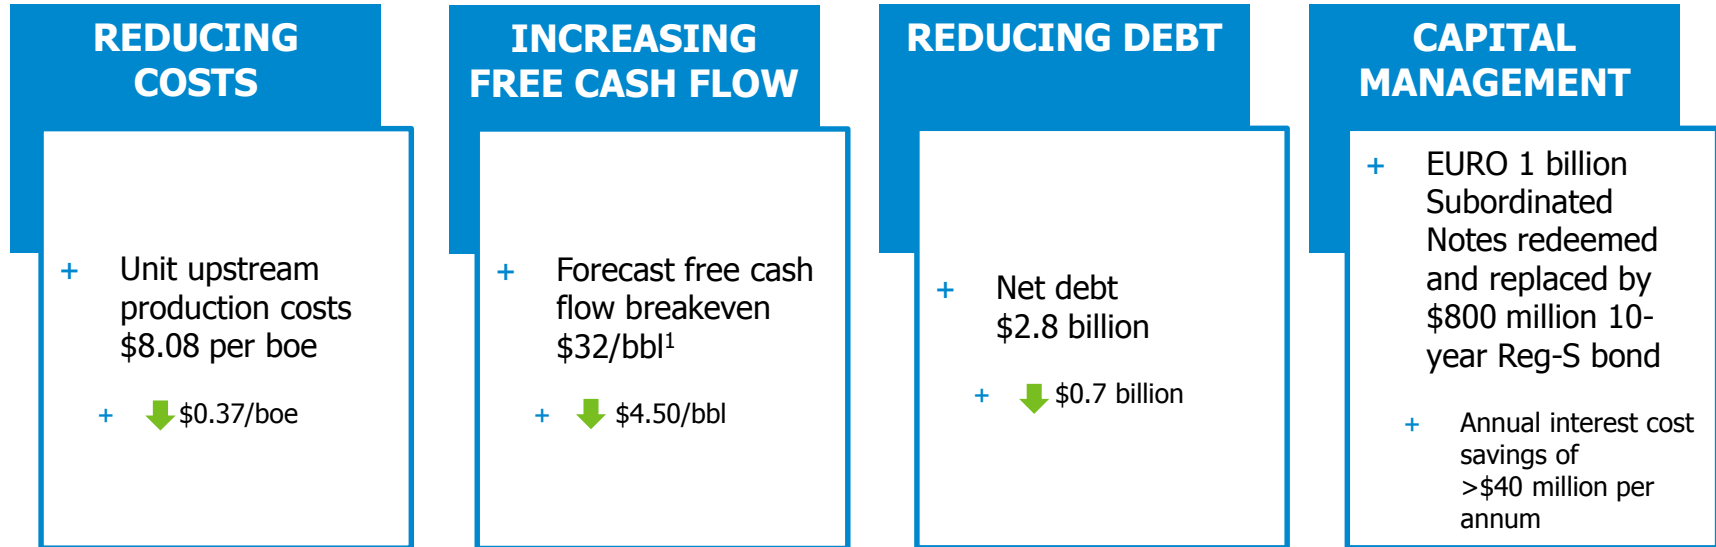 REDUCING
COSTS
+ Unit upstream
production costs
$8.08 per boe
+ $0.37/boe
INCREASING
FREE CASH FLOW
+ Forecast free cash
flow breakeven
$32/bbl¹
+ $4.50/bbl
REDUCING DEBT
+ Net debt
$2.8 billion
+ $0.7 billion
CAPITAL
MANAGEMENT
+ EURO 1 billion
Subordinated
Notes redeemed
and replaced by
$800 million 10-
year Reg-S bond
+ Annual interest cost
savings of
>$40 million per
annum